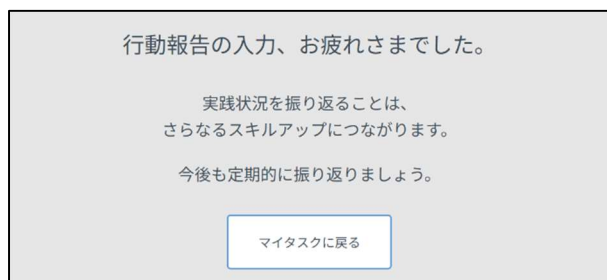 行動報告の入力、お疲れさまでした。
実践状況を振り返ることは、
さらなるスキルアップにつながります。
今後も定期的に振り返りましょう。
マイタスクに戻る